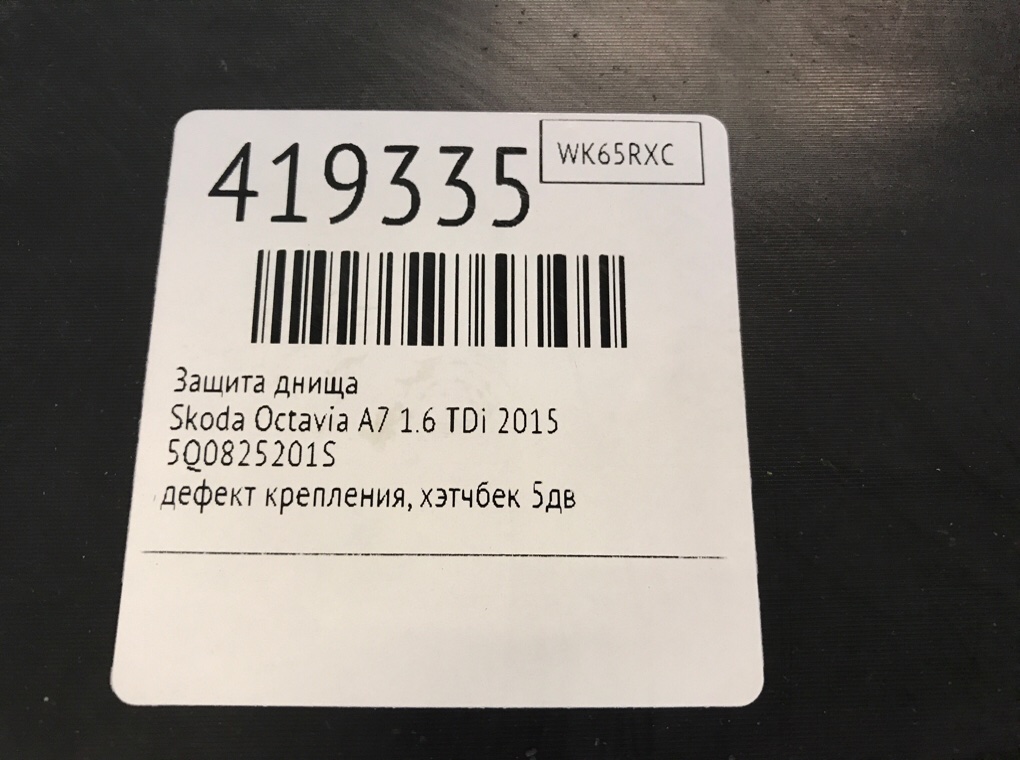 419335
WK65RXC
Защита днища
Skoda Octavia A7 1.6 TDi 2015
5Q0825201S
дефект крепления, хэтчбек 5дв